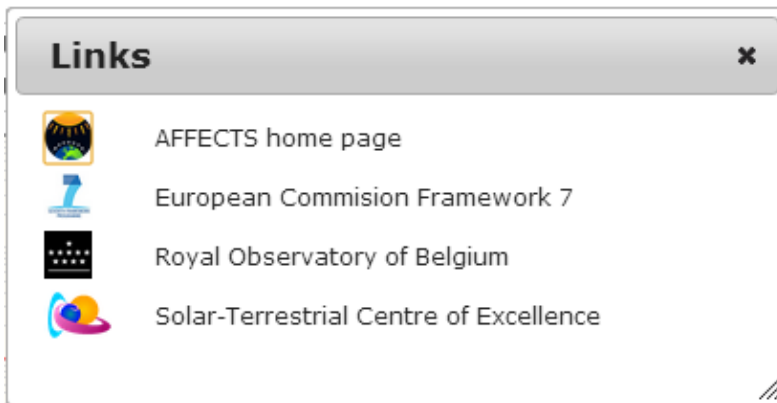 Links
AFFECTS home page
European Commision Framework 7
Royal Observatory of Belgium
Solar-Terrestrial Centre of Excellence